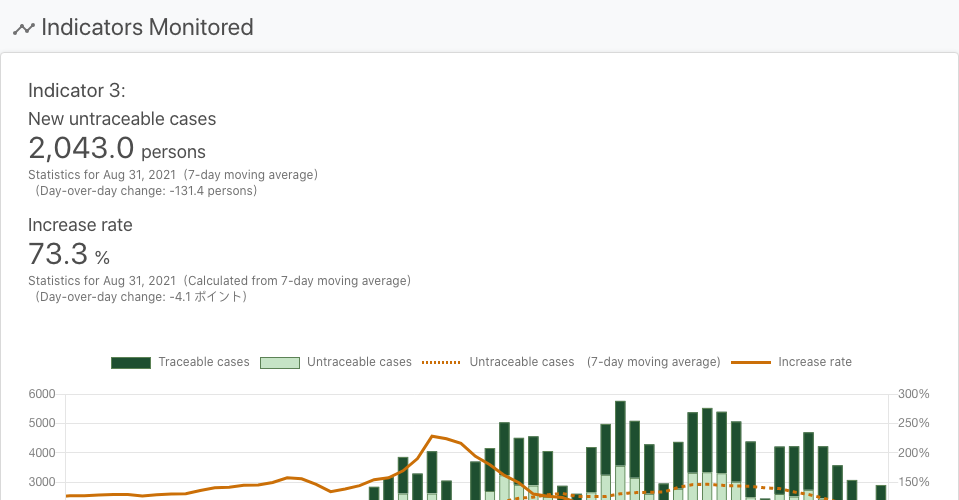 Indicators Monitored
Indicator 3:
New untraceable cases
2,043.0 persons
Statistics for Aug 31, 2021（7-day moving average）
（Day-over-day change: -131.4 persons）
Increase rate
73.3 %
Statistics for Aug 31, 2021（Calculated from 7-day moving average）
（Day-over-day change: -4.1 ポイント）
Traceable cases Untraceable cases Untraceable cases （7-day moving average） Increase rate
6000 300%
5000 250%
4000 200%
3000 150%